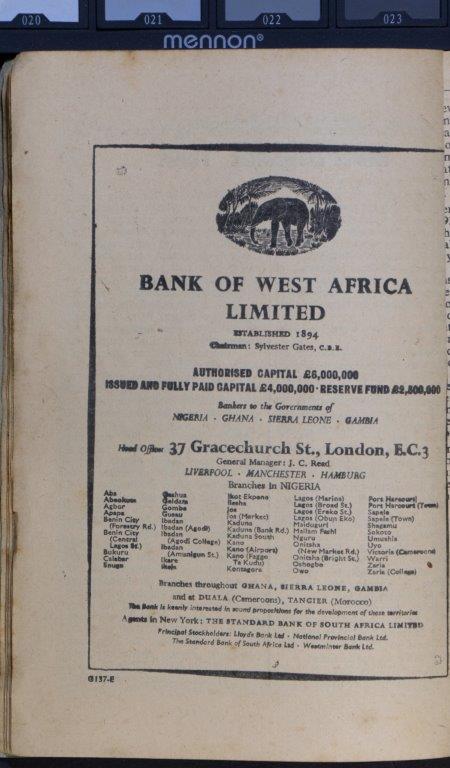 020
021
022
023
mennon®
BANK OF WEST AFRICA
LIMITED
ESTABLISHED 1894
Chairman: Sylvester Gates, C.B.E.
AUTHORISED CAPITAL £6,000,000
ISSUED AND FULLY PAID CAPITAL £4,000,000 · RESERVE FUND £2,500,000
Bankers to the Governments of
NIGERIA · GHANA · SIERRA LEONE · GAMBIA
Head Office: 37 Gracechurch St., London, E.C.3
General Manager: J. C. Read
LIVERPOOL · MANCHESTER · HAMBURG
Branches in NIGERIA
Aba
Abeokuta
Agbor
Apapa
Benin City
(Forestry Rd.)
Benin City
(Central
Lagos St.)
Bukuru
Calabar
Enugu
Gashua
Geidam
Gombe
Gusau
Ibadan
Ibadan (Agodi)
Ibadan
(Agodi College)
Ibadan
(Amunigun St.)
Ikare
Ikeja
Ikot Ekpene
Ilesha
Jos
Jos (Market)
Kaduna
Kaduna (Bank Rd.)
Kaduna South
Kano
Kano (Airport)
Kano (Fagge
Ta Kudu)
Kontagora
Lagos (Marina)
Lagos (Broad St.)
Lagos (Ereko St.)
Lagos (Obun Eko)
Maiduguri
Mallam Fashi
Nguru
Onitsha
(New Market Rd.)
Onitsha (Bright St.)
Oshogbo
Owo
Port Harcourt
Port Harcourt (Town)
Sapele
Sapele (Town)
Shagamu
Sokoto
Umuahia
Uyo
Victoria (Cameroons)
Warri
Zaria
Zaria (College)
Branches throughout GHANA, SIERRA LEONE, GAMBIA
and at DUALA (Cameroons), TANGIER (Morocco)
The Bank is keenly interested in sound propositions for the development of these territories
Agents in New York: THE STANDARD BANK OF SOUTH AFRICA LIMITED
Principal Stockholders: Lloyds Bank Ltd · National Provincial Bank Ltd.
The Standard Bank of South Africa Ltd · Westminster Bank Ltd.
G137-E